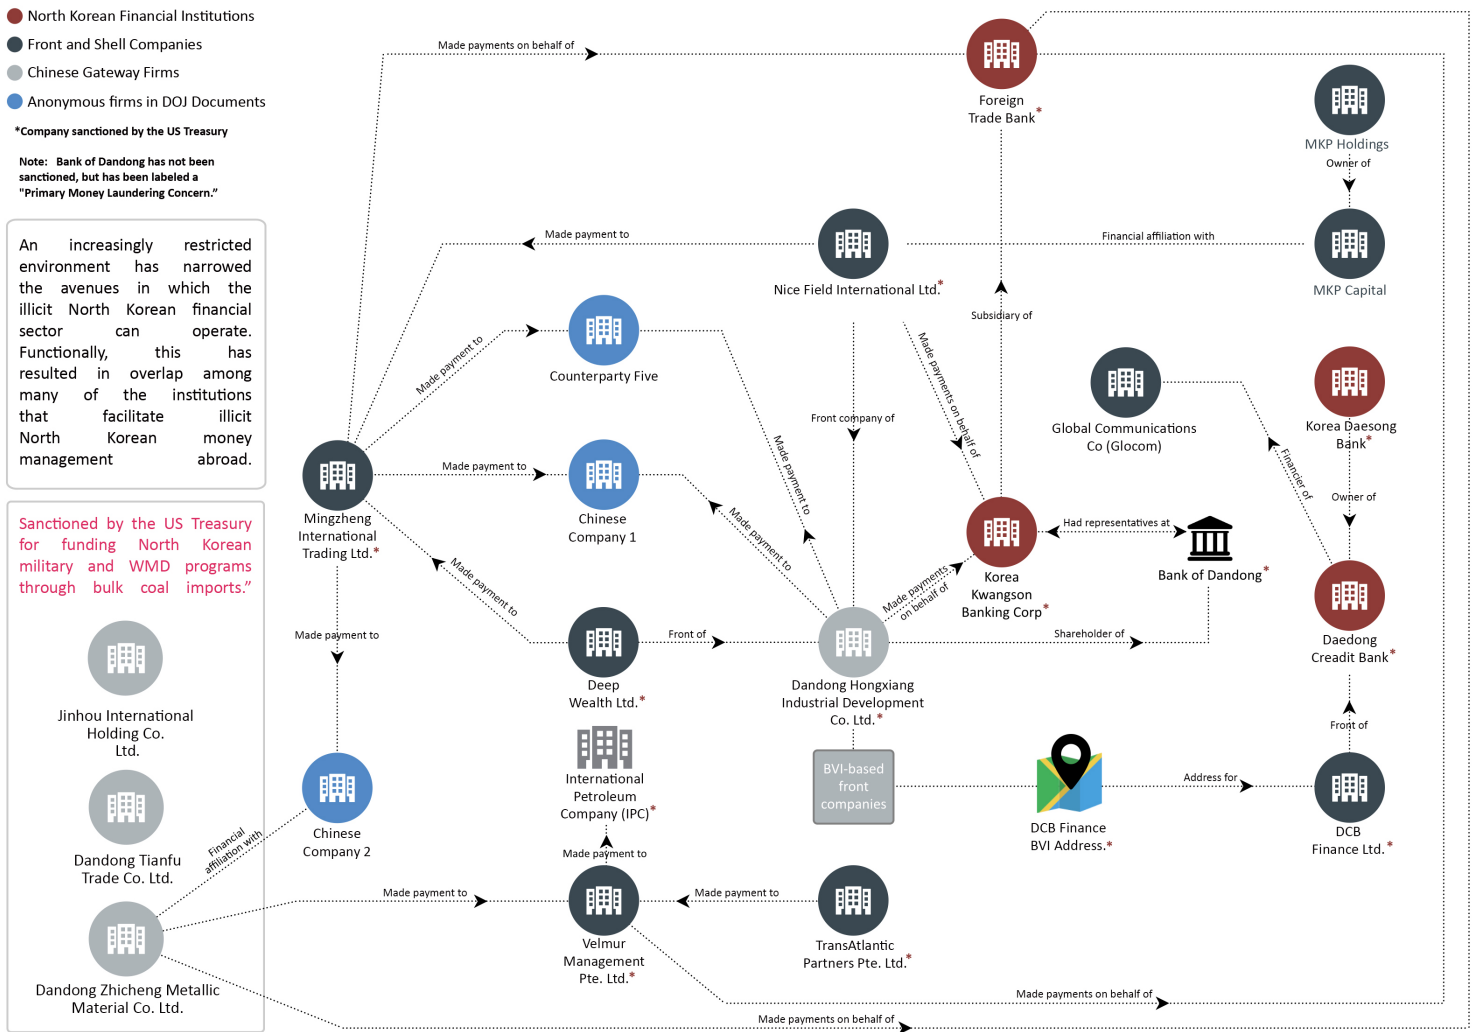 North Korean Financial Institutions
Front and Shell Companies
Chinese Gateway Firms
Anonymous firms in DOJ Documents
*Company sanctioned by the US Treasury
Note: Bank of Dandong has not been
sanctioned, but has been labeled a
"Primary Money Laundering Concern.”
An increasingly restricted
environment has narrowed
the avenues in which the
illicit North Korean financial
sector can operate.
Functionally, this has
resulted in overlap among
many of the institutions
that facilitate illicit
North Korean money
management abroad.
Sanctioned by the US Treasury
for funding North Korean
military and WMD programs
through bulk coal imports.”
Jinhou International
Holding Co.
Ltd.
Dandong Tianfu
Trade Co. Ltd.
Dandong Zhicheng Metallic
Material Co. Ltd.
Made payments on behalf of
Foreign
Trade Bank*
MKP Holdings
Owner of
Made payment to
Nice Field International Ltd.*
Financial affiliation with
MKP Capital
Subsidiary of
Made payment to
Counterparty Five
Made payments on behalf of
Front company of
Made payment to
Global Communications
Co (Glocom)
Korea Daesong
Bank*
Financier of
Owner of
Mingzheng
International
Trading Ltd.*
Made payment to
Chinese
Company 1
Made payment to
Made payment to
Korea
Kwangson
Banking Corp*
Had representatives at
Bank of Dandong*
Made payments
on behalf of
Made payment to
Deep
Wealth Ltd.*
Front of
Dandong Hongxiang
Industrial Development
Co. Ltd.*
Shareholder of
Daedong
Creadit Bank*
Front of
Chinese
Company 2
Financial
affiliation with
International
Petroleum
Company (IPC)*
BVI-based
front
companies
DCB Finance
BVI Address.*
Address for
DCB
Finance Ltd.*
Made payment to
Made payment to
Velmur
Management
Pte. Ltd.*
Made payment to
TransAtlantic
Partners Pte. Ltd.*
Made payments on behalf of
Made payments on behalf of